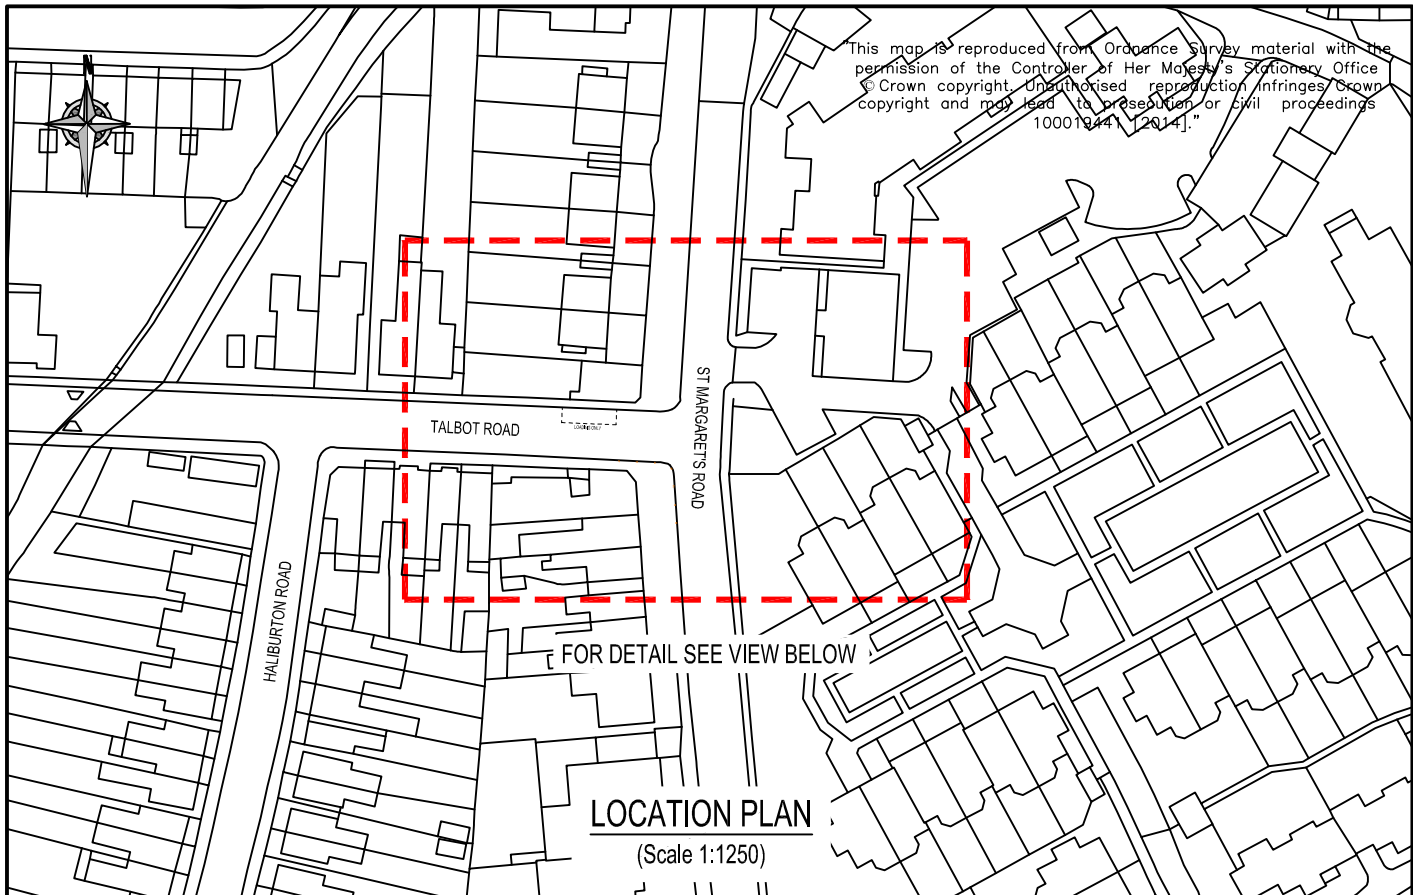 "This map is reproduced from Ordnance Survey material with the
permission of the Controller of Her Majesty's Stationery Office
© Crown copyright. Unauthorised reproduction infringes Crown
copyright and may lead to prosecution or civil proceedings
100019441 [2014]."
N
ST MARGARET'S ROAD
TALBOT ROAD
LOADING ONLY
HALIBURTON ROAD
FOR DETAIL SEE VIEW BELOW
LOCATION PLAN
(Scale 1:1250)